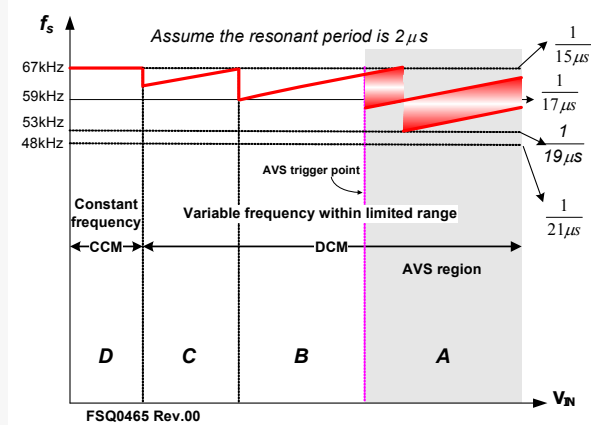 fs
Assume the resonant period is 2μs
67kHz
59kHz
53kHz
48kHz
1
15μs
1
17μs
1
19μs
1
21μs
AVS trigger point
Constant
frequency
Variable frequency within limited range
CCM
DCM
AVS region
D
C
B
A
VIN
FSQ0465 Rev.00